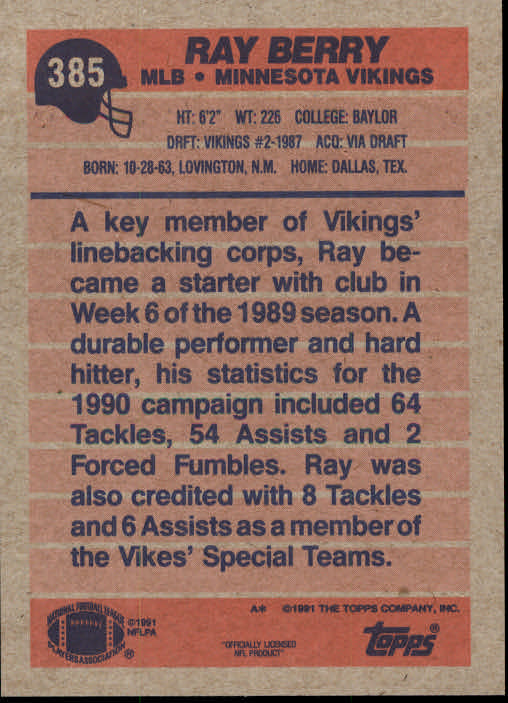 385
RAY BERRY
MLB • MINNESOTA VIKINGS
HT: 6'2" WT: 226 COLLEGE: BAYLOR
DRFT: VIKINGS #2-1987 ACQ: VIA DRAFT
BORN: 10-28-63, LOVINGTON, N.M. HOME: DALLAS, TEX.
A key member of Vikings'
linebacking corps, Ray be-
came a starter with club in
Week 6 of the 1989 season. A
durable performer and hard
hitter, his statistics for the
1990 campaign included 64
Tackles, 54 Assists and 2
Forced Fumbles. Ray was
also credited with 8 Tackles
and 6 Assists as a member of
the Vikes' Special Teams.
A* ©1991 THE TOPPS COMPANY, INC.
NATIONAL FOOTBALL LEAGUE
PLAYERS ASSOCIATION ®
©1991
NFLPA
"OFFICIALLY LICENSED
NFL PRODUCT"
topps®